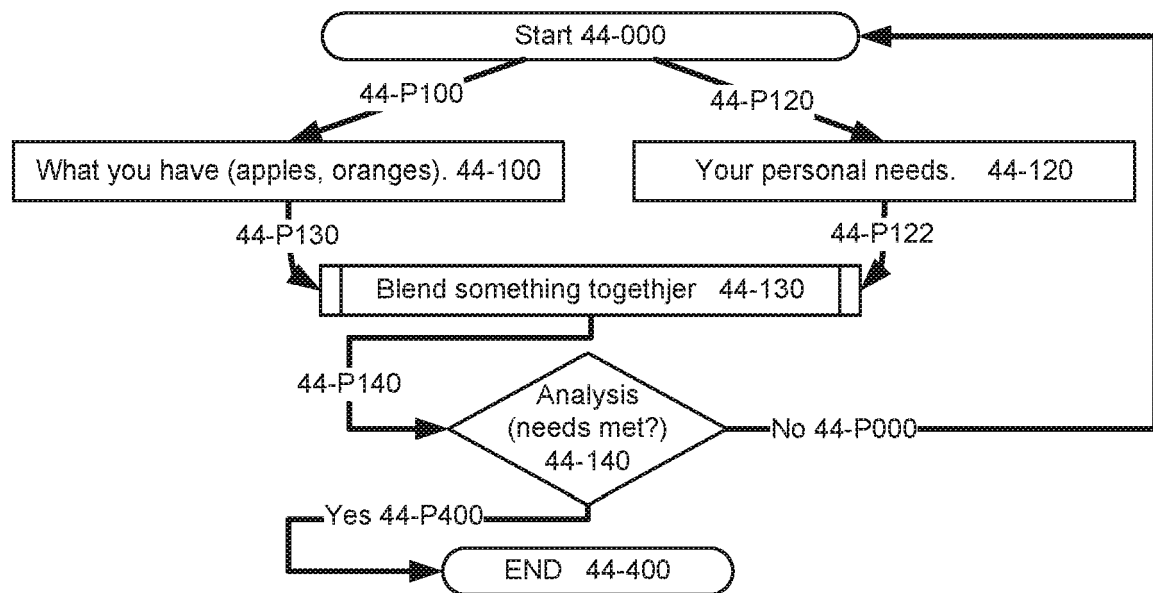 Start 44-000
44-P100
44-P120
What you have (apples, oranges). 44-100
Your personal needs. 44-120
44-P130
44-P122
Blend something togethjer 44-130
44-P140
Analysis
(needs met?)
44-140
No 44-P000
Yes 44-P400
END 44-400